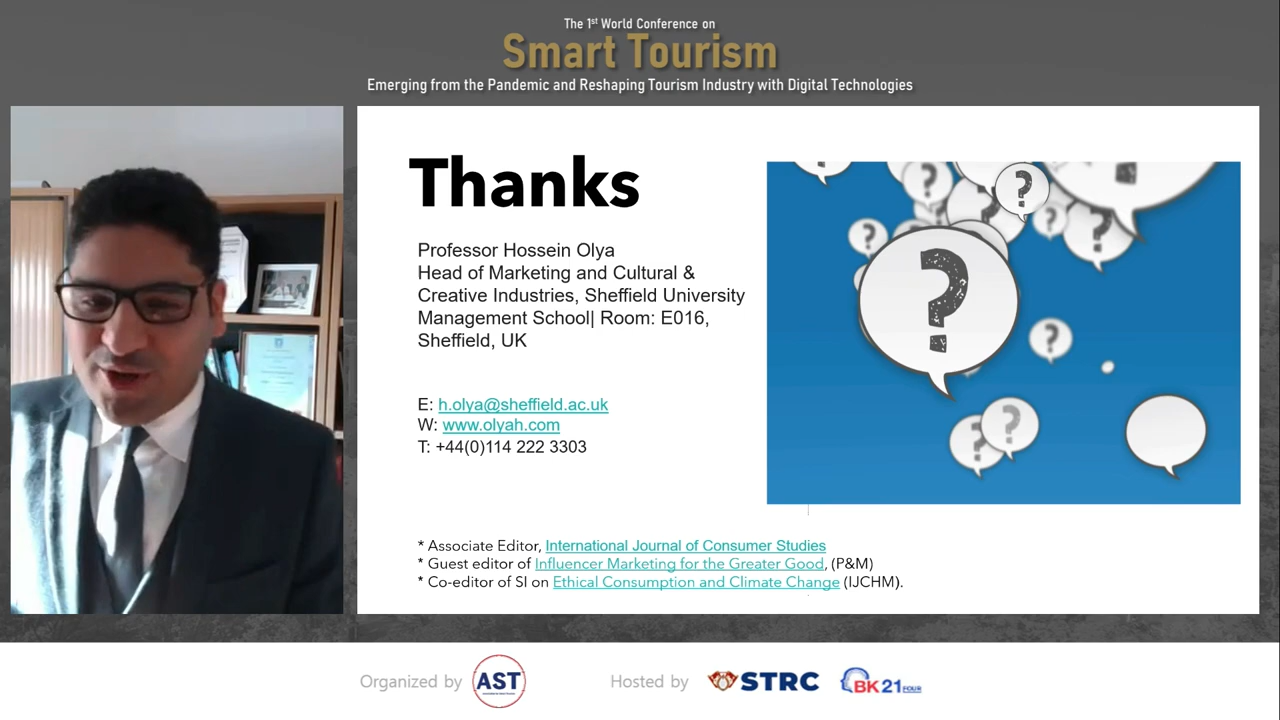 The 1st World Conference on
Smart Tourism
Emerging from the Pandemic and Reshaping Tourism Industry with Digital Technologies
Thanks
Professor Hossein Olya
Head of Marketing and Cultural &
Creative Industries, Sheffield University
Management School| Room: E016,
Sheffield, UK
E: h.olya@sheffield.ac.uk
W: www.olyah.com
T: +44(0)114 222 3303
? ? ? ? ? ? ? ? ? ?
* Associate Editor, International Journal of Consumer Studies
* Guest editor of Influencer Marketing for the Greater Good, (P&M)
* Co-editor of SI on Ethical Consumption and Climate Change (IJCHM).
Organized by AST Hosted by STRC BK21 FOUR